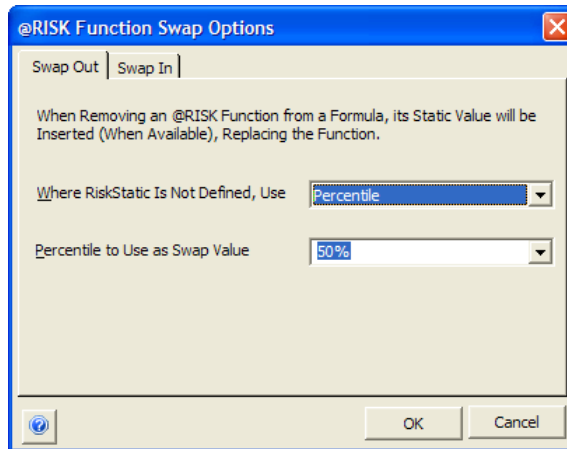 @RISK Function Swap Options
Swap Out Swap In
When Removing an @RISK Function from a Formula, its Static Value will be
Inserted (When Available), Replacing the Function.
Where RiskStatic Is Not Defined, Use Percentile
Percentile to Use as Swap Value 50%
? OK Cancel